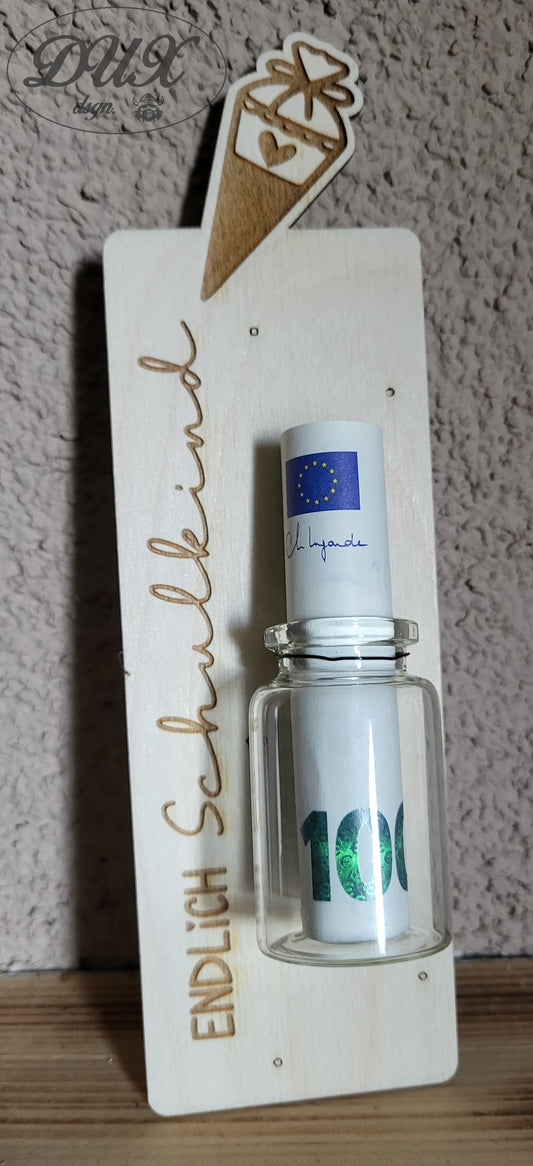 DUX
dsgn.
ENDLiCH Schulkind
100